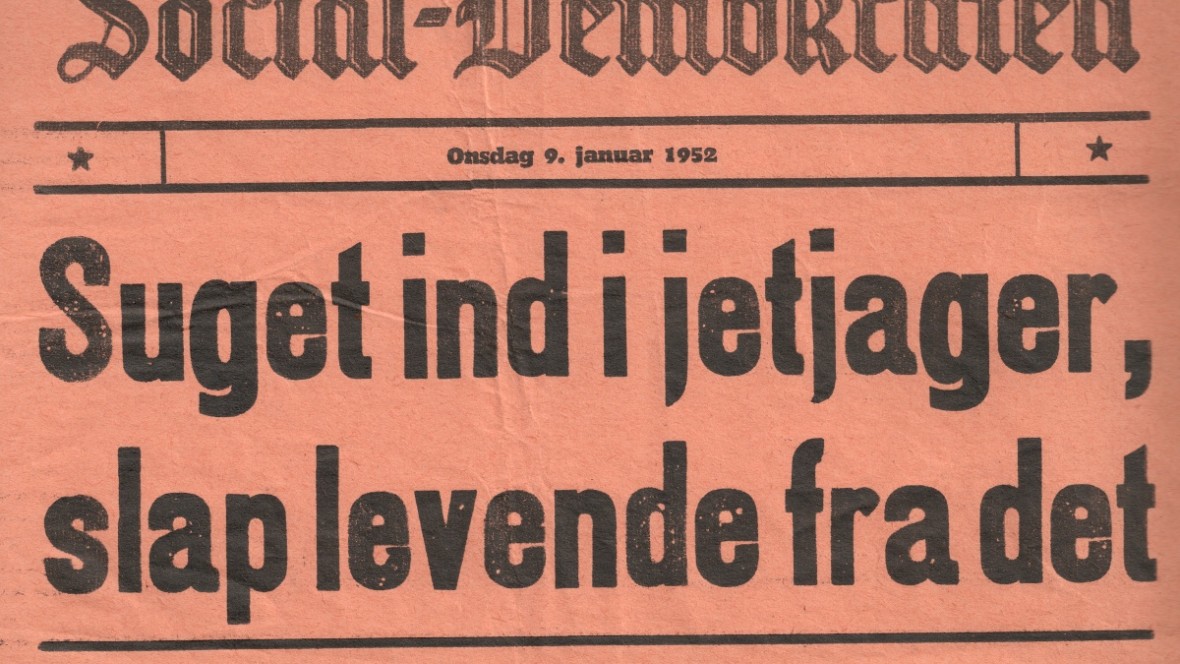 Social-Demokraten
Onsdag 9. januar 1952
Suget ind i jetjager,
slap levende fra det